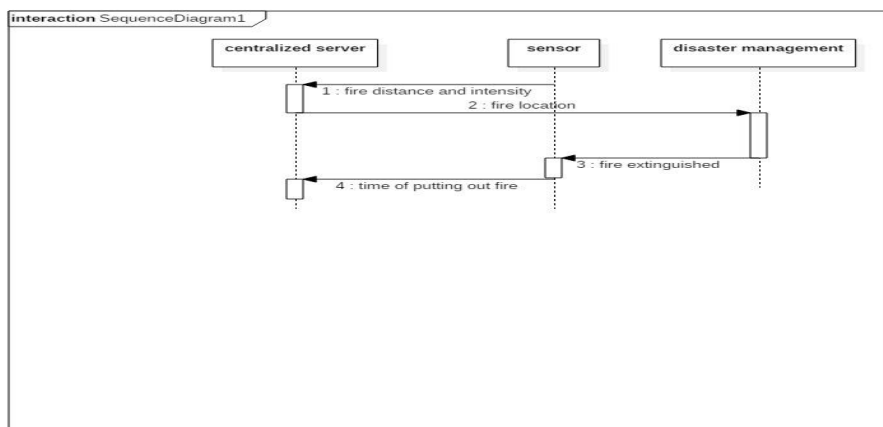 interaction SequenceDiagram1
centralized server
sensor
disaster management
1 : fire distance and intensity
2 : fire location
3 : fire extinguished
4 : time of putting out fire